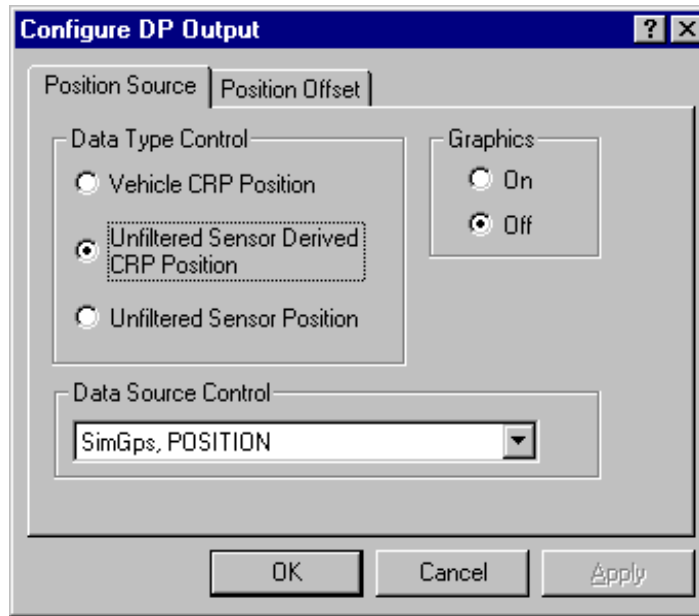 Configure DP Output
Position Source
Position Offset
Data Type Control
Vehicle CRP Position
Unfiltered Sensor Derived
CRP Position
Unfiltered Sensor Position
Graphics
On
Off
Data Source Control
SimGps, POSITION
OK
Cancel
Apply